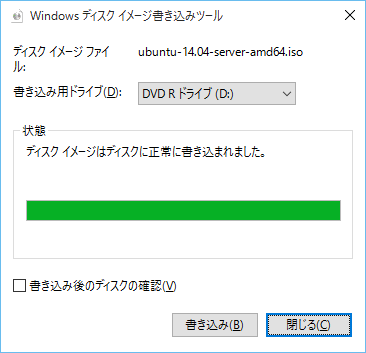 Windows ディスク イメージ書き込みツール
ディスク イメージ ファイル: ubuntu-14.04-server-amd64.iso
書き込み用ドライブ(D): DVD R ドライブ (D:)
状態
ディスク イメージはディスクに正常に書き込まれました。
書き込み後のディスクの確認(V)
書き込み(B) 閉じる(C)